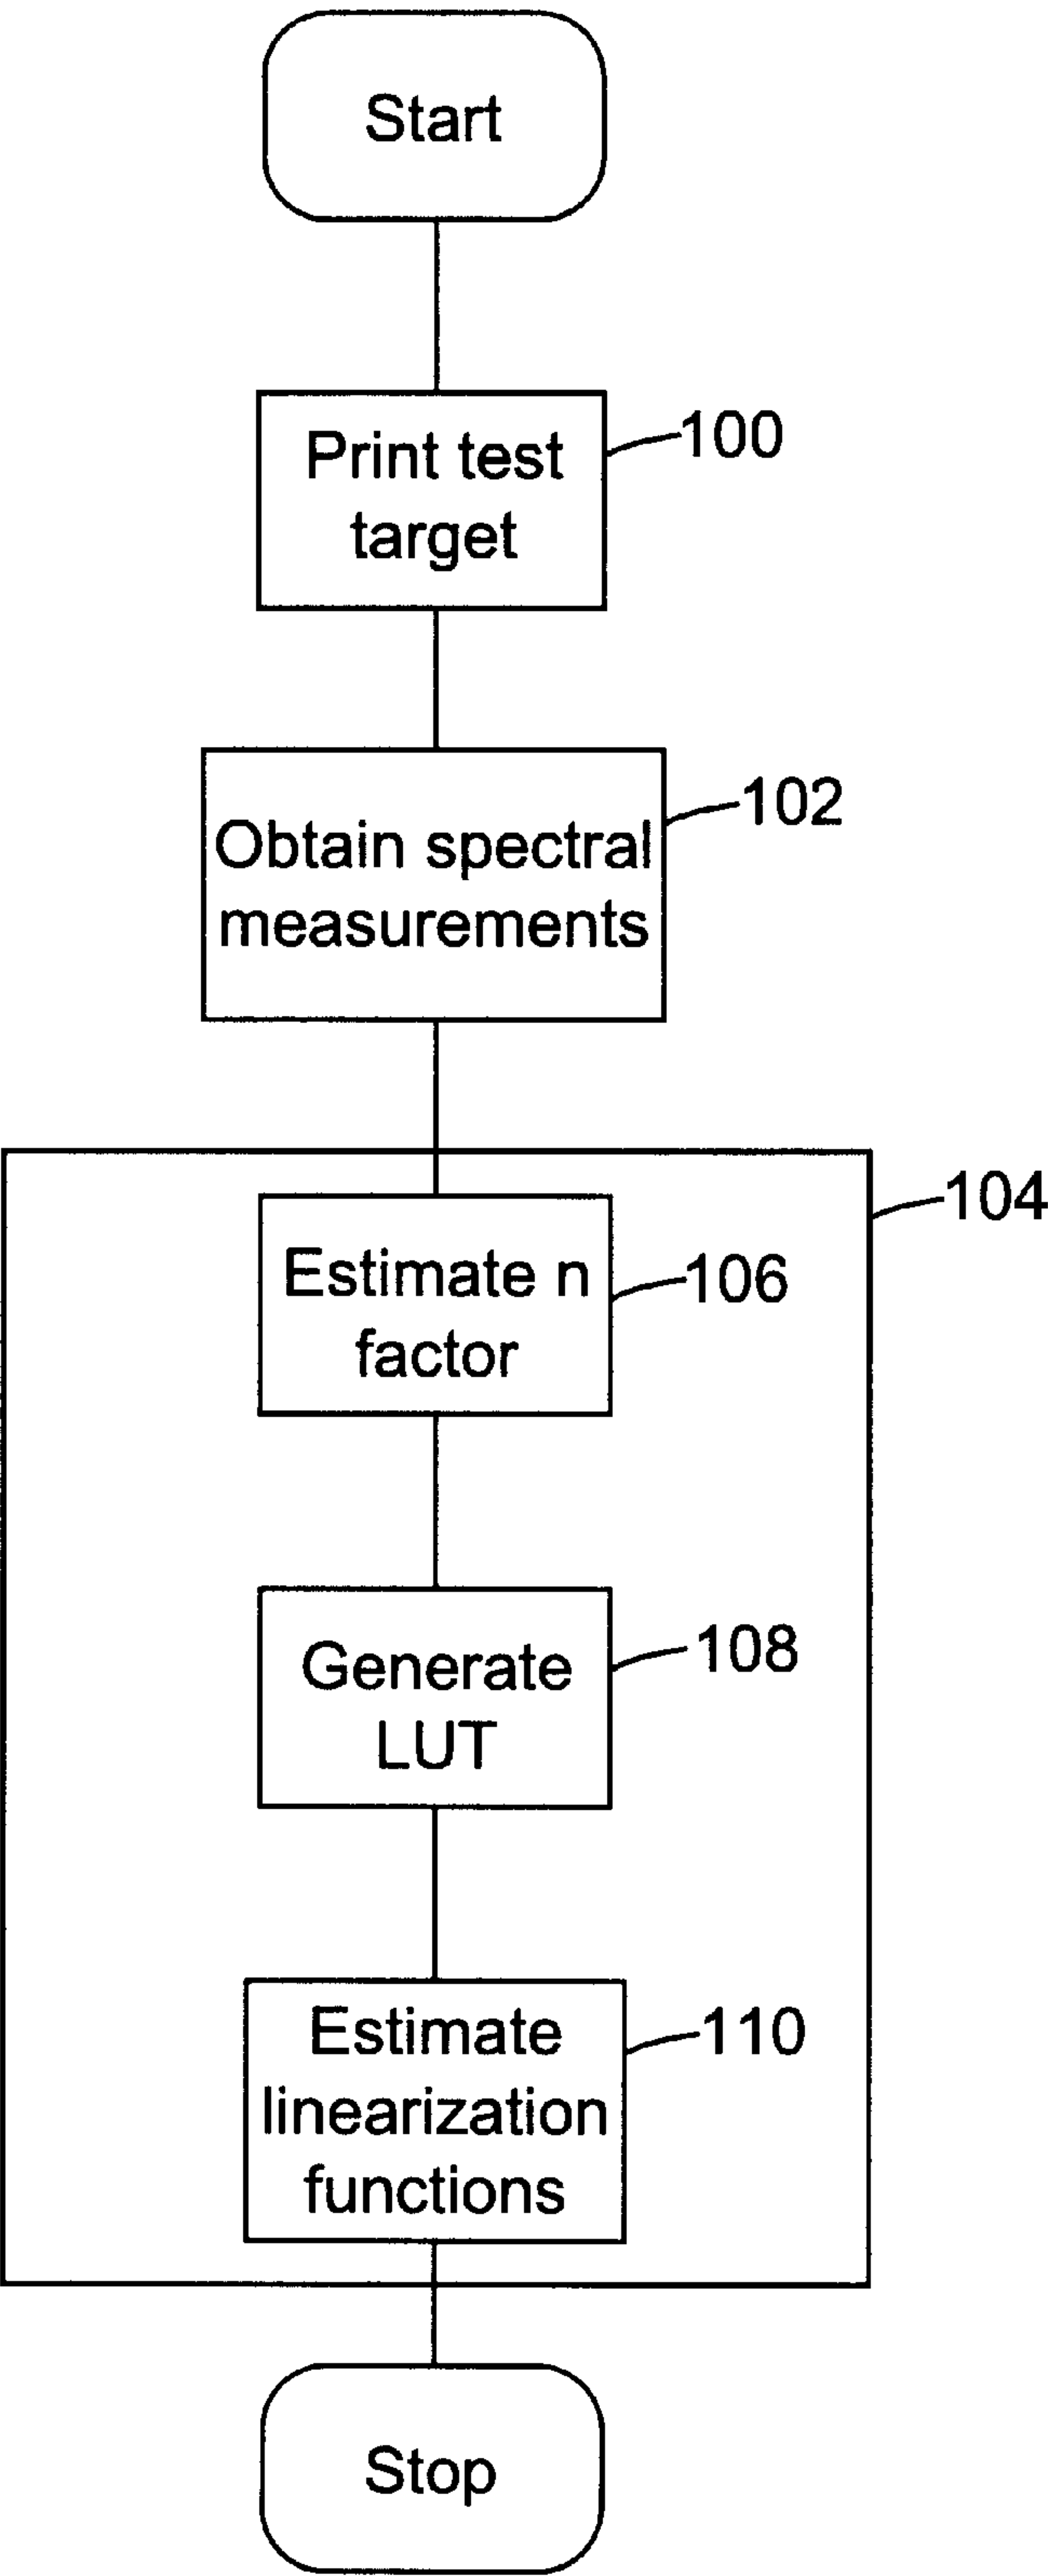 Start
100
Print test
target
102
Obtain spectral
measurements
104
Estimate n
factor
106
Generate
LUT
108
Estimate
linearization
functions
110
Stop